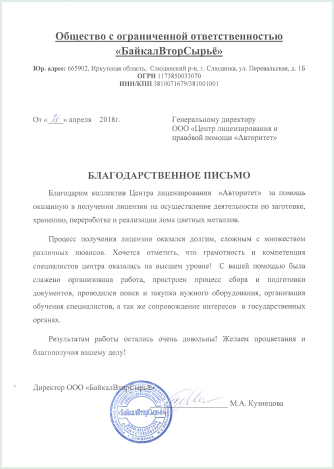 Общество с ограниченной ответственностью
«БайкалВторСырьё»
Юр. адрес: 665902, Иркутская область, Слюдянский р-н, г. Слюдянка, ул. Перевальская, д. 1Б
ОГРН 1173850033070
ИНН/КПП 3810071679/381001001
От « » апреля 2018г.
Генеральному директору
ООО «Центр лицензирования и
правовой помощи «Авторитет»
БЛАГОДАРСТВЕННОЕ ПИСЬМО
Благодарим коллектив Центра лицензирования «Авторитет» за помощь
оказанную в получении лицензии на осуществление деятельности по заготовке,
хранению, переработке и реализации лома цветных металлов.
Процесс получения лицензии оказался долгим, сложным с множеством
различных нюансов. Хочется отметить, что грамотность и компетенция
специалистов центра оказалась на высшем уровне! С вашей помощью была
слажено организована работа, простроен процесс сбора и подготовки
документов, проводился поиск и закупка нужного оборудования, организация
обучения специалистов, а так же сопровождение интересов в государственных
органах.
Результатам работы остались очень довольны! Желаем процветания и
благополучия вашему делу!
Директор ООО «БайкалВторСырьё»
М.А. Кузнецова
«БайкалВторСырьё»